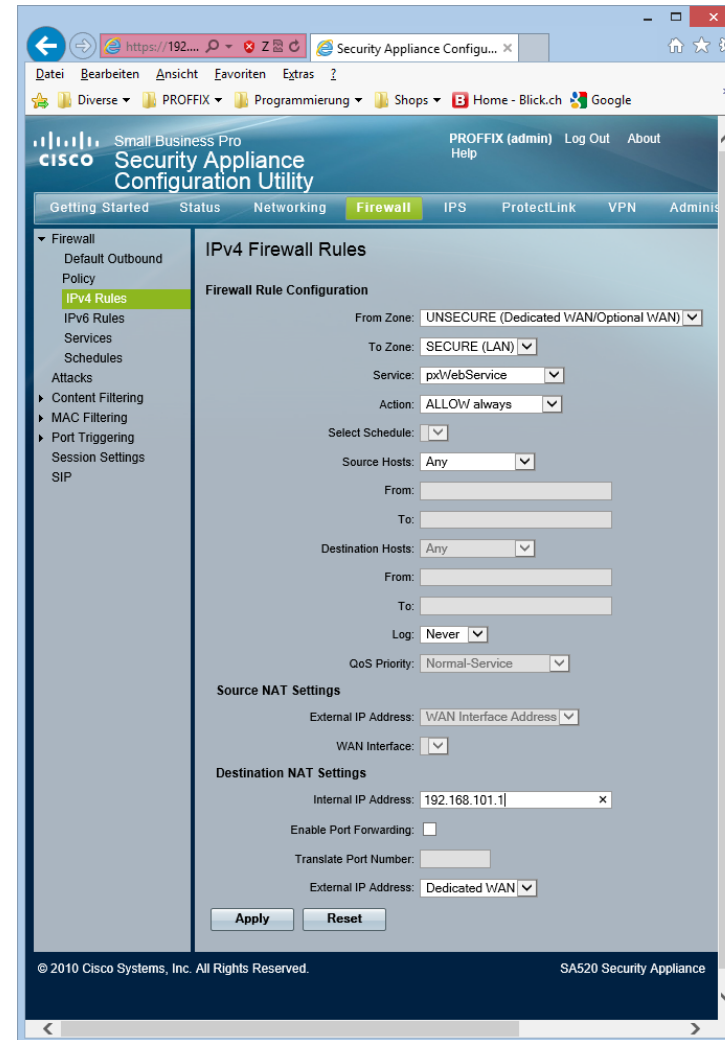 https://192....
Security Appliance Configu...
Datei Bearbeiten Ansicht Favoriten Extras ?
Diverse PROFFIX Programmierung Shops Home - Blick.ch Google
Small Business Pro
CISCO Security Appliance
Configuration Utility
PROFFIX (admin) Log Out About
Help
Getting Started Status Networking Firewall IPS ProtectLink VPN Adminis
Firewall
Default Outbound
Policy
IPv4 Rules
IPv6 Rules
Services
Schedules
Attacks
Content Filtering
MAC Filtering
Port Triggering
Session Settings
SIP
IPv4 Firewall Rules
Firewall Rule Configuration
From Zone: UNSECURE (Dedicated WAN/Optional WAN)
To Zone: SECURE (LAN)
Service: pxWebService
Action: ALLOW always
Select Schedule:
Source Hosts: Any
From:
To:
Destination Hosts: Any
From:
To:
Log: Never
QoS Priority: Normal-Service
Source NAT Settings
External IP Address: WAN Interface Address
WAN Interface:
Destination NAT Settings
Internal IP Address: 192.168.101.1
Enable Port Forwarding:
Translate Port Number:
External IP Address: Dedicated WAN
Apply Reset
© 2010 Cisco Systems, Inc. All Rights Reserved. SA520 Security Appliance